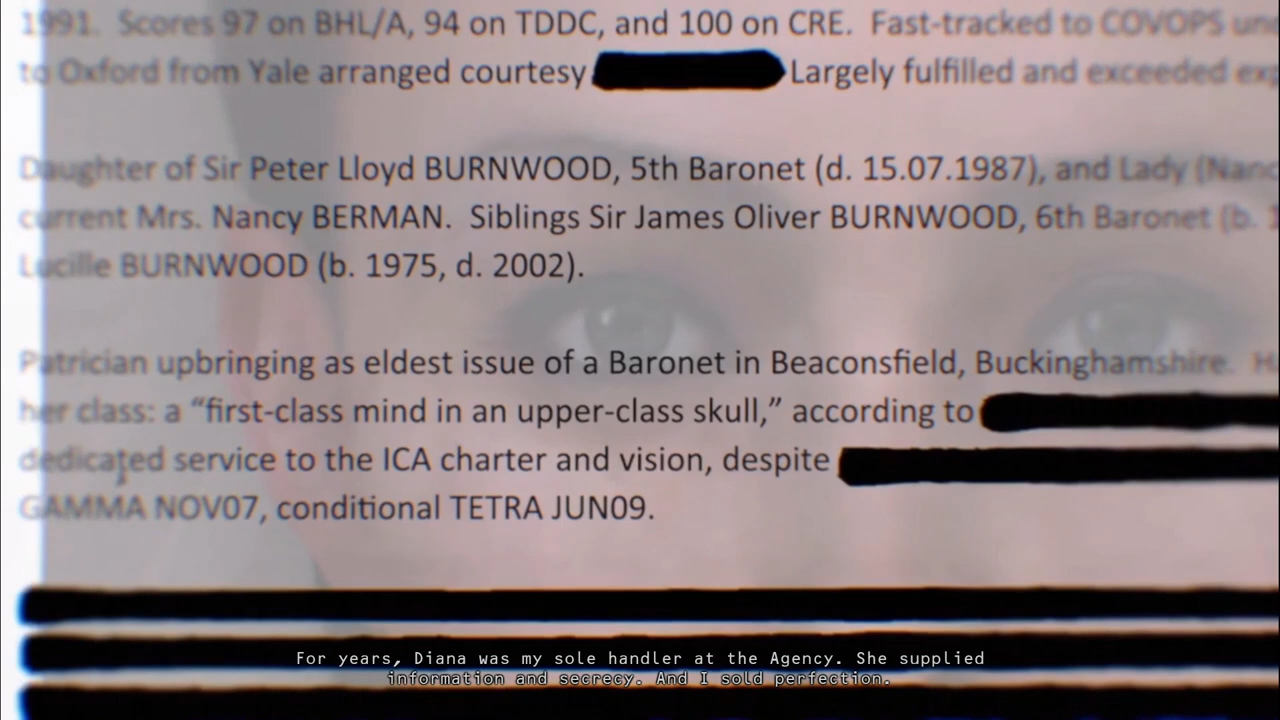 1991.  Scores 97 on BHL/A, 94 on TDDC, and 100 on CRE.  Fast-tracked to COVOPS
to Oxford from Yale arranged courtesy Largely fulfilled and exceeded
Daughter of Sir Peter Lloyd BURNWOOD, 5th Baronet (d. 15.07.1987), and Lady
current Mrs. Nancy BERMAN.  Siblings Sir James Oliver BURNWOOD, 6th Baronet (b.
Lucille BURNWOOD (b. 1975, d. 2002).
Patrician upbringing as eldest issue of a Baronet in Beaconsfield, Buckinghamshire.
her class: a “first-class mind in an upper-class skull,” according to
dedicated service to the ICA charter and vision, despite
GAMMA NOV07, conditional TETRA JUN09.
For years, Diana was my sole handler at the Agency. She supplied
information and secrecy. And I sold perfection.